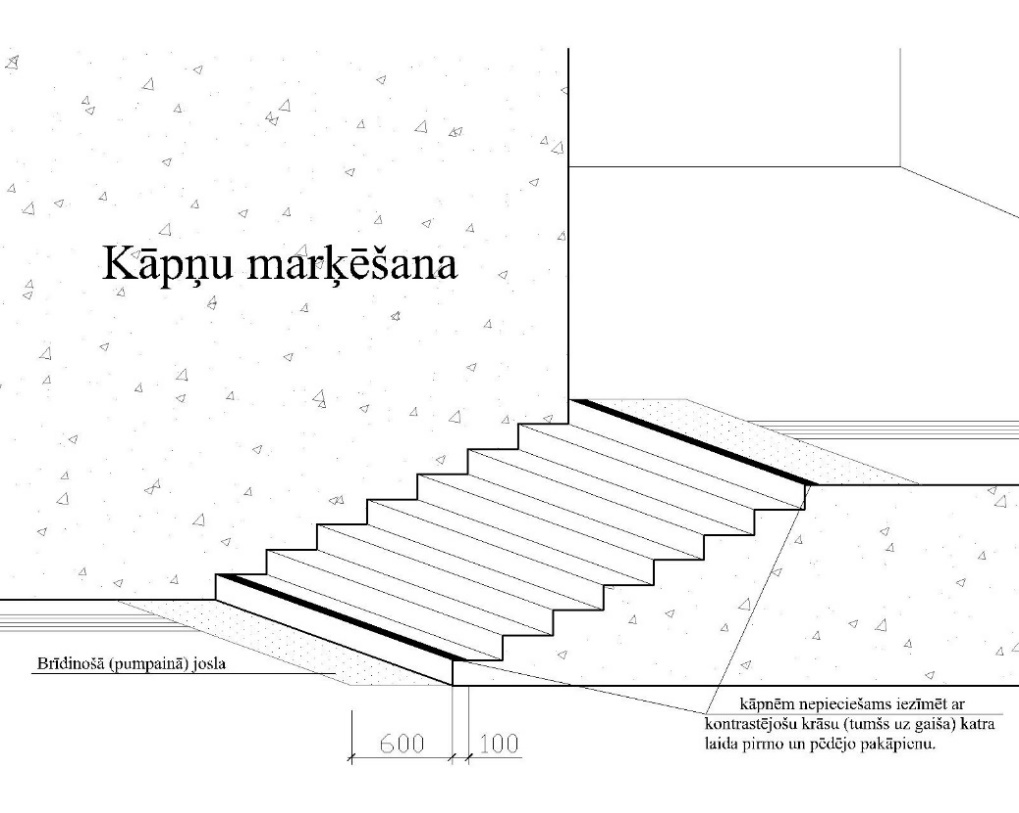 Kāpņu marķēšana
Brīdinošā (pumpainā) josla
kāpnēm nepieciešams iezīmēt ar
kontrastējošu krāsu (tumšs uz gaiša) katra
laida pirmo un pēdējo pakāpienu.
600
100